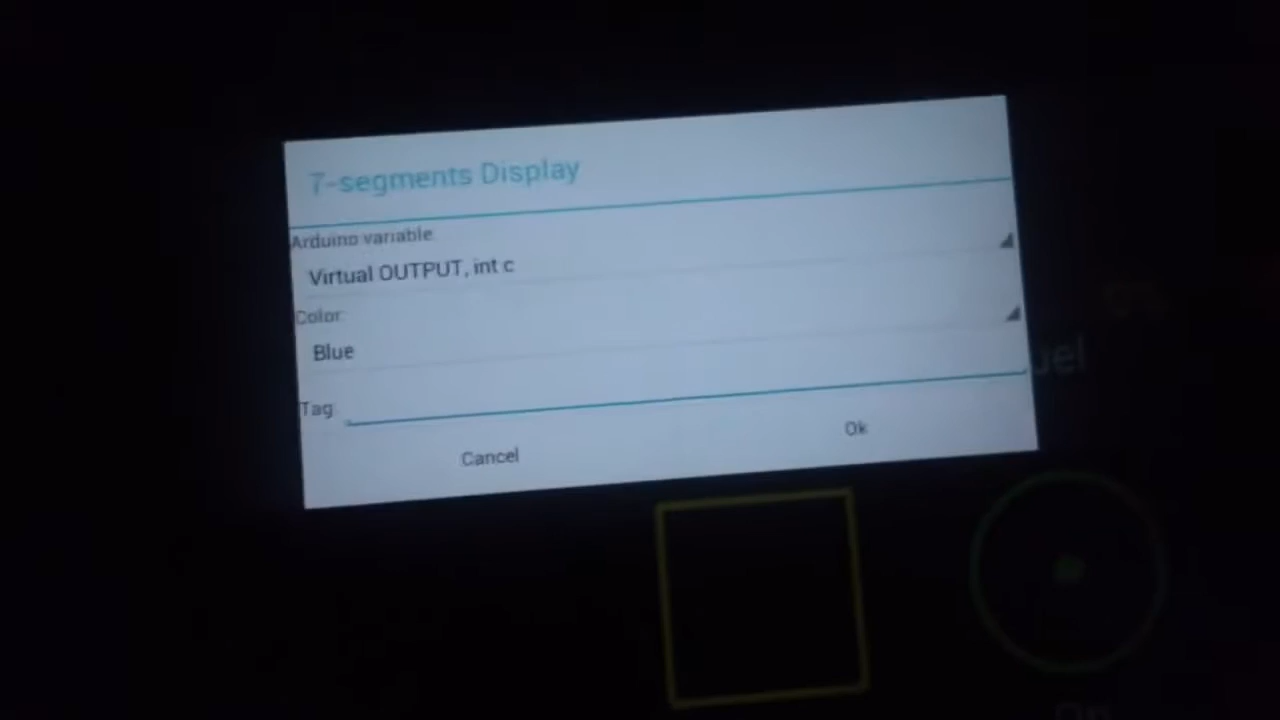 7-segments Display
Arduino variable:
Virtual OUTPUT, int c
Color:
Blue
Tag:
Cancel
Ok